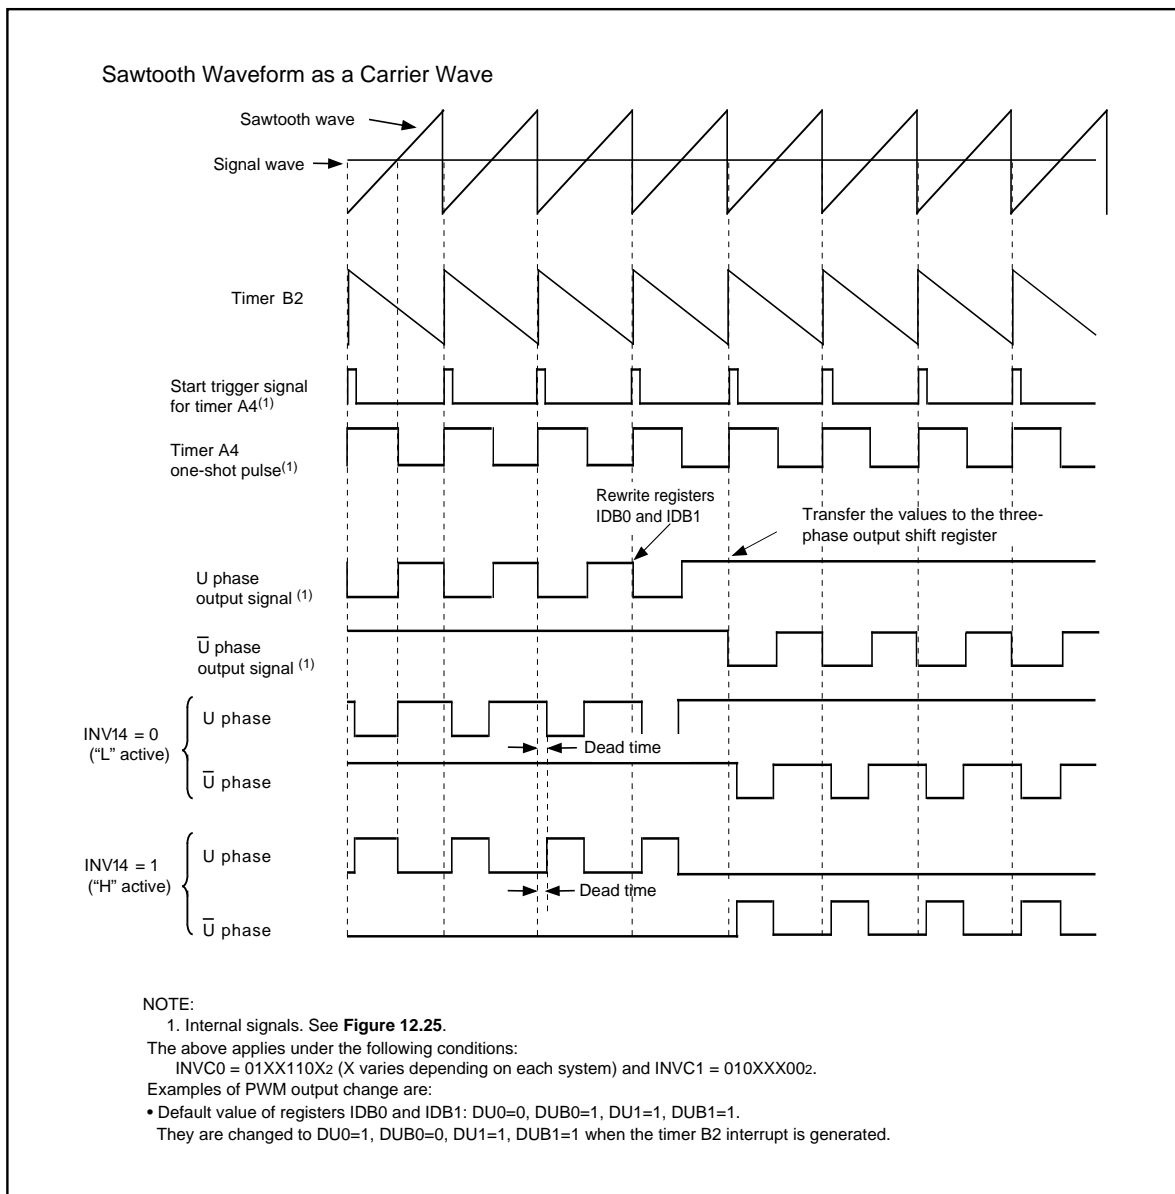 Sawtooth Waveform as a Carrier Wave
Sawtooth wave
Signal wave
Timer B2
Start trigger signal
for timer A4(1)
Timer A4
one-shot pulse(1)
Rewrite registers
IDB0 and IDB1
Transfer the values to the three-
phase output shift register
U phase
output signal (1)
U̅ phase
output signal (1)
INV14 = 0
("L" active)
U phase
Dead time
U̅ phase
INV14 = 1
("H" active)
U phase
Dead time
U̅ phase
NOTE:
1. Internal signals. See Figure 12.25.
The above applies under the following conditions:
INVC0 = 01XX110X2 (X varies depending on each system) and INVC1 = 010XXX002.
Examples of PWM output change are:
• Default value of registers IDB0 and IDB1: DU0=0, DUB0=1, DU1=1, DUB1=1.
They are changed to DU0=1, DUB0=0, DU1=1, DUB1=1 when the timer B2 interrupt is generated.